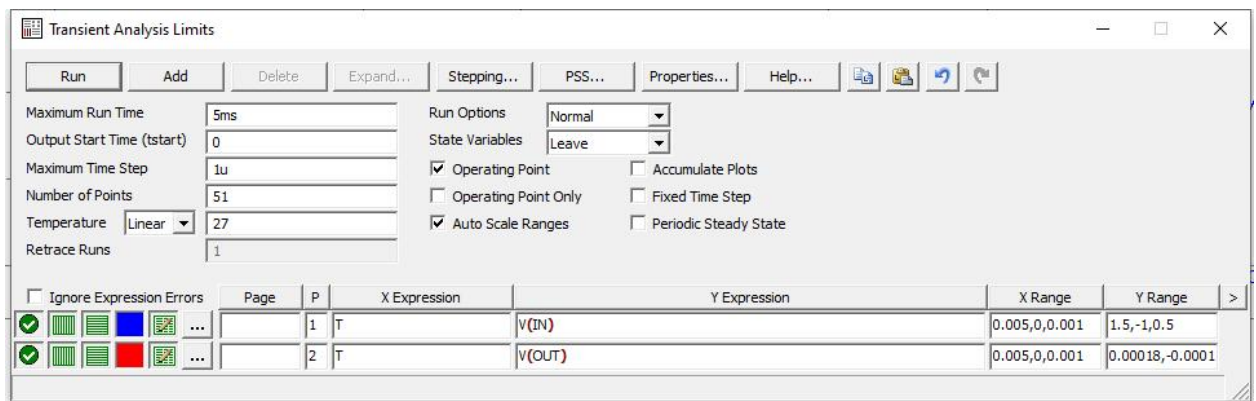 Transient Analysis Limits
Run Add Delete Expand... Stepping... PSS... Properties... Help...
Maximum Run Time 5ms Run Options Normal
Output Start Time (tstart) 0 State Variables Leave
Maximum Time Step 1u Operating Point Accumulate Plots
Number of Points 51 Operating Point Only Fixed Time Step
Temperature Linear 27 Auto Scale Ranges Periodic Steady State
Retrace Runs 1
Ignore Expression Errors Page P X Expression Y Expression X Range Y Range >
... 1 T V(IN) 0.005,0,0.001 1.5,-1,0.5
... 2 T V(OUT) 0.005,0,0.001 0.00018,-0.0001